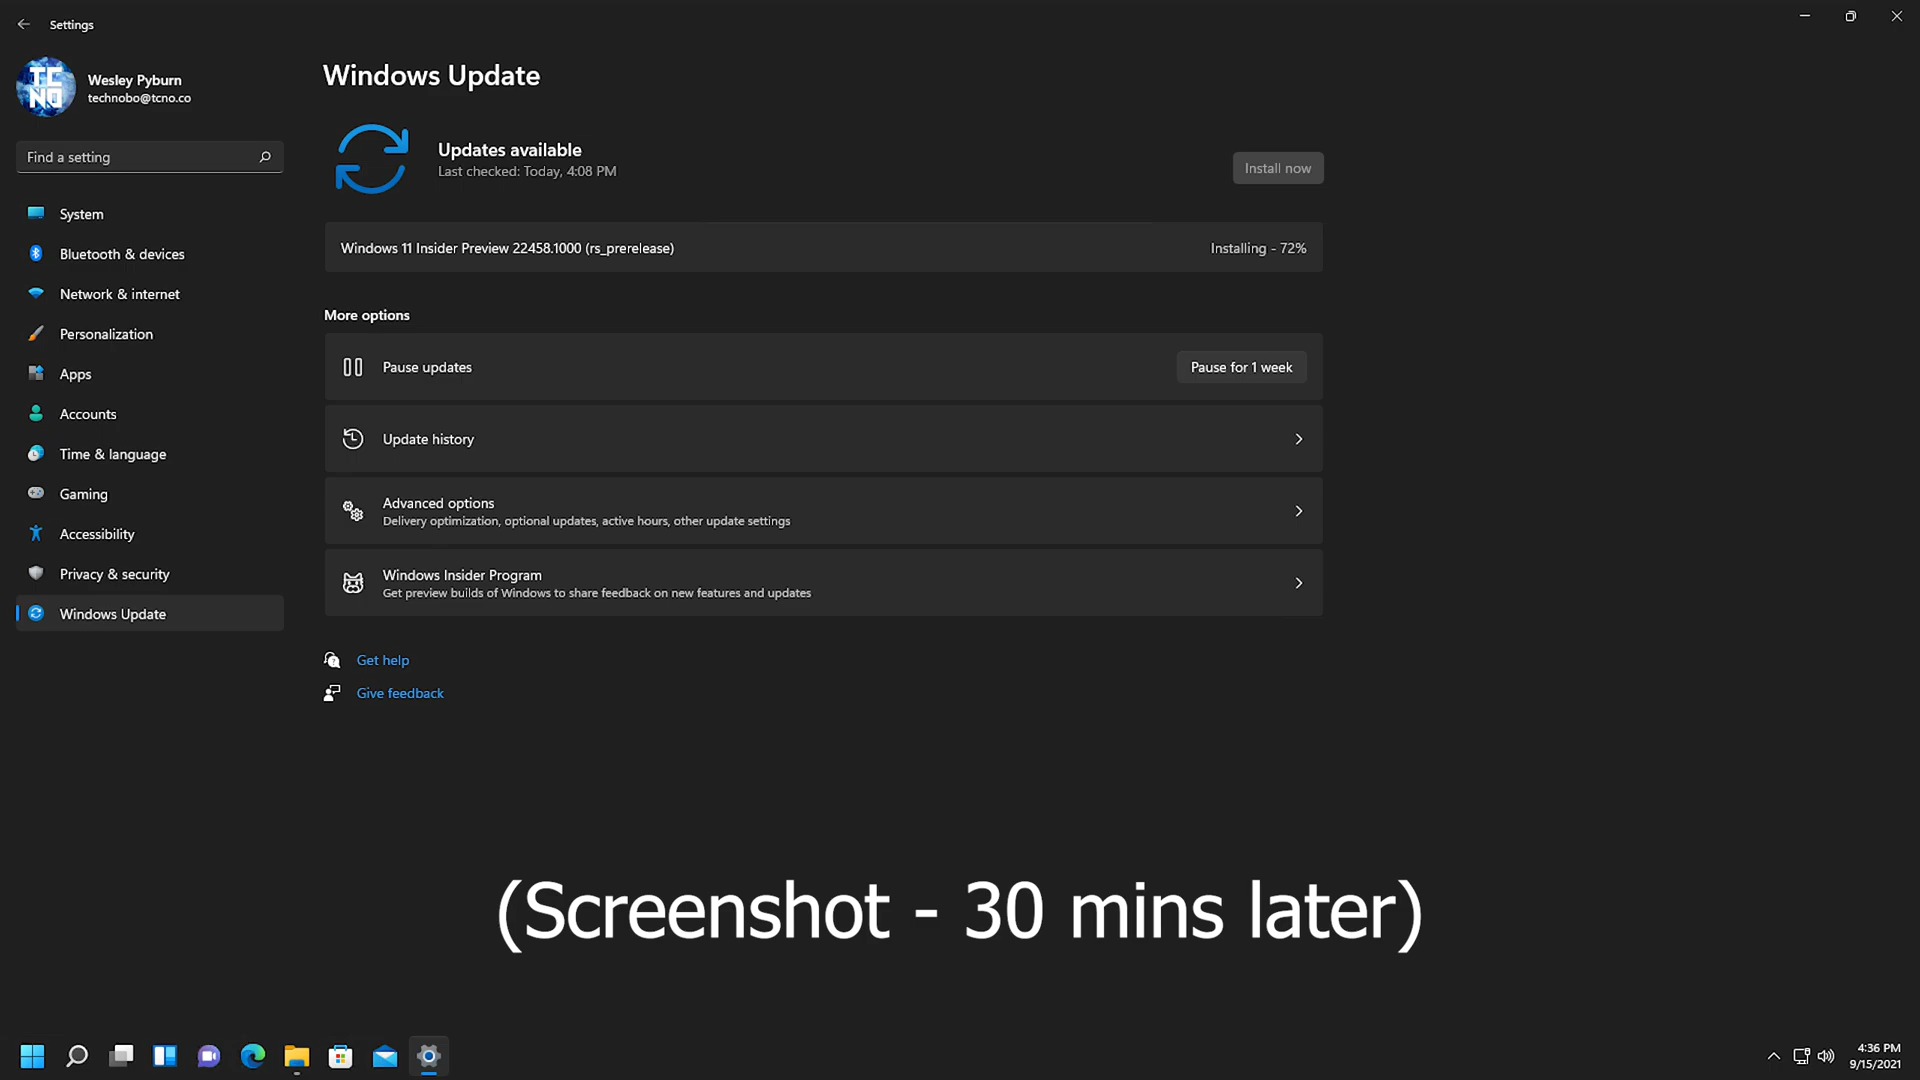 Settings
TC
NO
Wesley Pyburn
technobo@tcno.co
Find a setting
System
Bluetooth & devices
Network & internet
Personalization
Apps
Accounts
Time & language
Gaming
Accessibility
Privacy & security
Windows Update
Windows Update
Updates available
Last checked: Today, 4:08 PM
Install now
Windows 11 Insider Preview 22458.1000 (rs_prerelease)
Installing - 72%
More options
Pause updates
Pause for 1 week
Update history
Advanced options
Delivery optimization, optional updates, active hours, other update settings
Windows Insider Program
Get preview builds of Windows to share feedback on new features and updates
Get help
Give feedback
(Screenshot - 30 mins later)
4:36 PM
9/15/2021